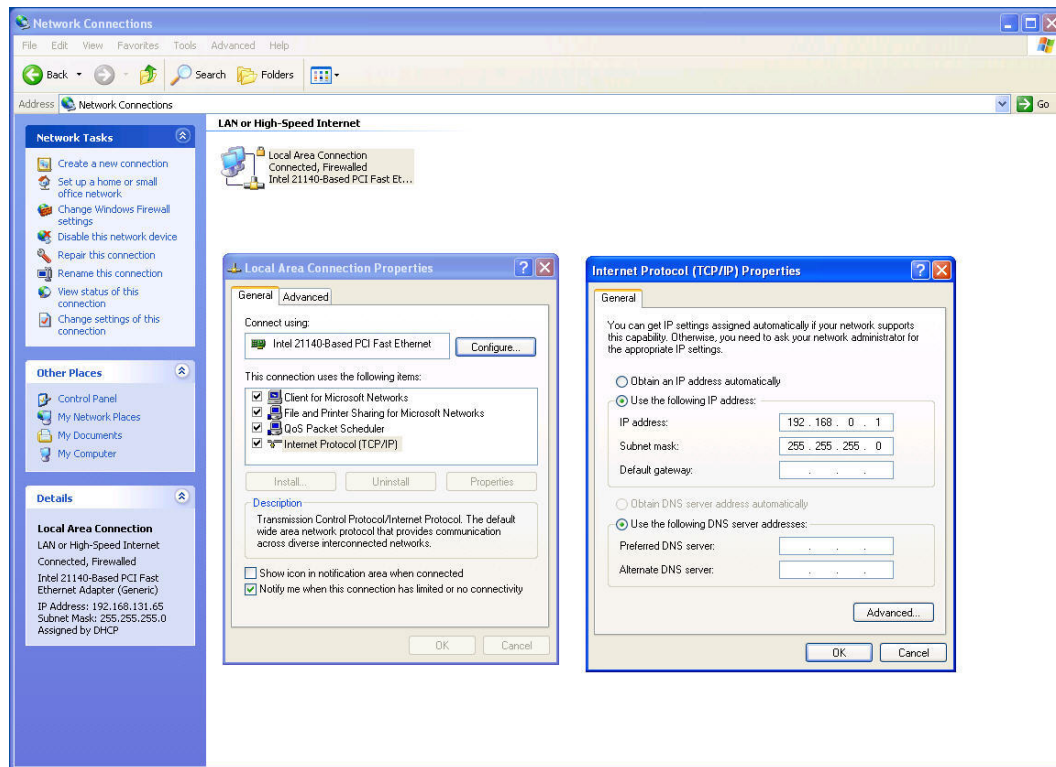 Network Connections
File Edit View Favorites Tools Advanced Help
Back Search Folders
Address Network Connections Go
Network Tasks
Create a new connection
Set up a home or small
office network
Change Windows Firewall
settings
Disable this network device
Repair this connection
Rename this connection
View status of this
connection
Change settings of this
connection
Other Places
Control Panel
My Network Places
My Documents
My Computer
Details
Local Area Connection
LAN or High-Speed Internet
Connected, Firewalled
Intel 21140-Based PCI Fast
Ethernet Adapter (Generic)
IP Address: 192.168.131.65
Subnet Mask: 255.255.255.0
Assigned by DHCP
LAN or High-Speed Internet
Local Area Connection
Connected, Firewalled
Intel 21140-Based PCI Fast Et...
Local Area Connection Properties
General Advanced
Connect using:
Intel 21140-Based PCI Fast Ethernet
Configure...
This connection uses the following items:
Client for Microsoft Networks
File and Printer Sharing for Microsoft Networks
QoS Packet Scheduler
Internet Protocol (TCP/IP)
Install... Uninstall Properties
Description
Transmission Control Protocol/Internet Protocol. The default
wide area network protocol that provides communication
across diverse interconnected networks.
Show icon in notification area when connected
Notify me when this connection has limited or no connectivity
OK Cancel
Internet Protocol (TCP/IP) Properties
General
You can get IP settings assigned automatically if your network supports
this capability. Otherwise, you need to ask your network administrator for
the appropriate IP settings.
Obtain an IP address automatically
Use the following IP address:
IP address: 192 . 168 . 0 . 1
Subnet mask: 255 . 255 . 255 . 0
Default gateway: . . .
Obtain DNS server address automatically
Use the following DNS server addresses:
Preferred DNS server: . . .
Alternate DNS server: . . .
Advanced...
OK Cancel